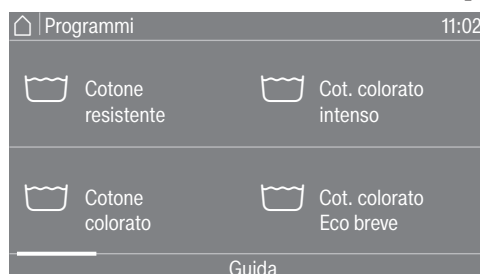 Programmi 11:02
Cotone
resistente
Cot. colorato
intenso
Cotone
colorato
Cot. colorato
Eco breve
Guida